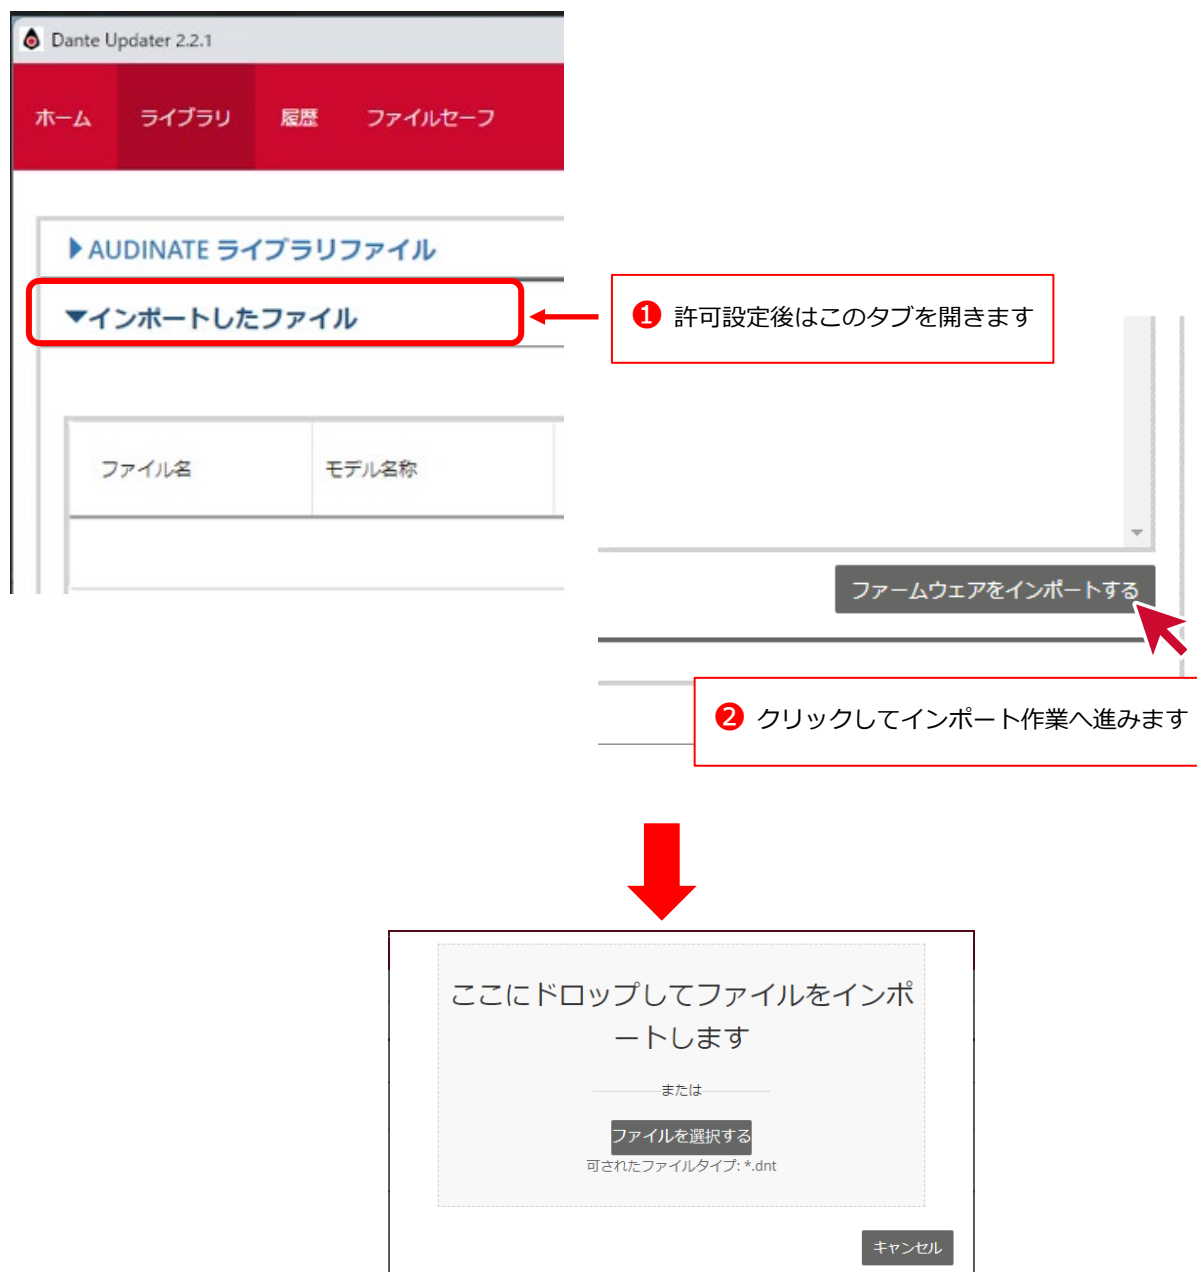 Dante Updater 2.2.1
ホーム ライブラリ 履歴 ファイルセーフ
AUDINATE ライブラリファイル
インポートしたファイル
❶ 許可設定後はこのタブを開きます
ファイル名 モデル名称
ファームウェアをインポートする
❷ クリックしてインポート作業へ進みます
ここにドロップしてファイルをインポ
ートします
または
ファイルを選択する
可されたファイルタイプ: *.dnt
キャンセル